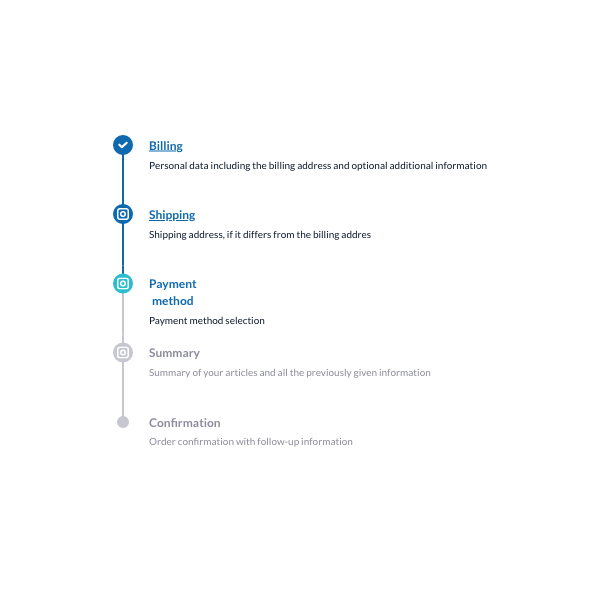 Billing
Personal data including the billing address and optional additional information
Shipping
Shipping address, if it differs from the billing addres
Payment
method
Payment method selection
Summary
Summary of your articles and all the previously given information
Confirmation
Order confirmation with follow-up information